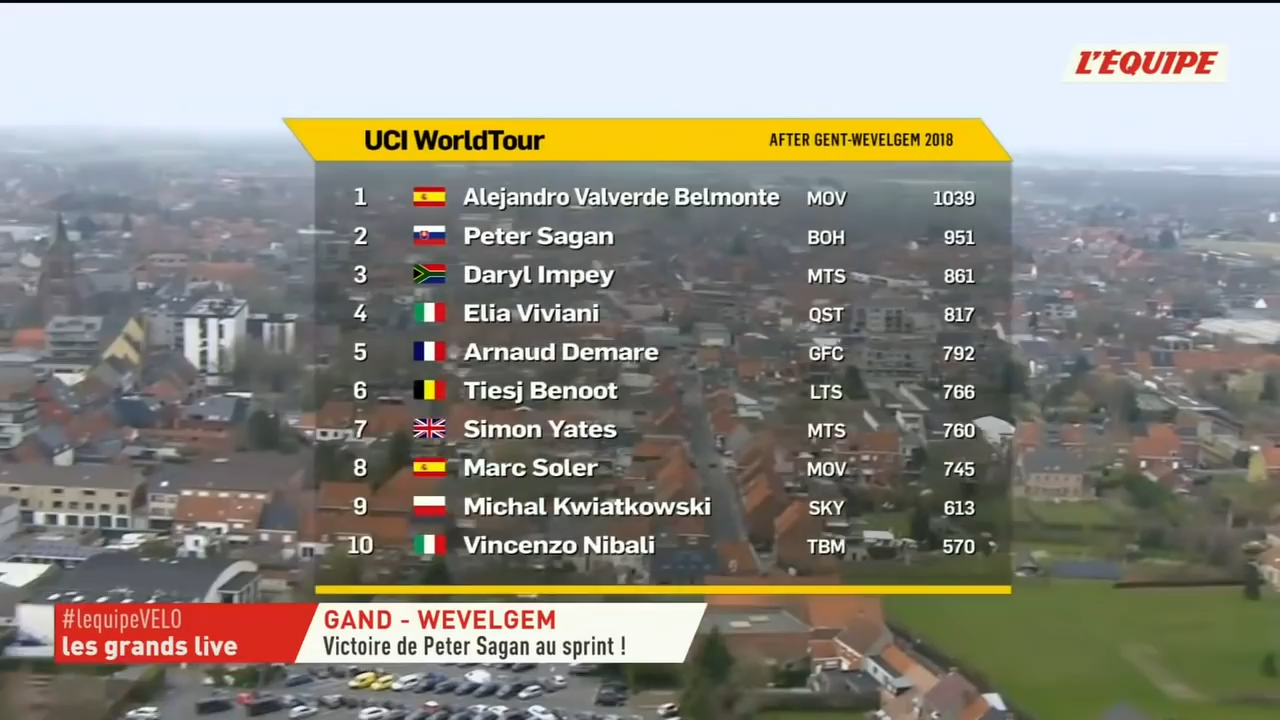 L'ÉQUIPE
UCI WorldTour AFTER GENT-WEVELGEM 2018
1 Alejandro Valverde Belmonte MOV 1039
2 Peter Sagan BOH 951
3 Daryl Impey MTS 861
4 Elia Viviani QST 817
5 Arnaud Demare GFC 792
6 Tiesj Benoot LTS 766
7 Simon Yates MTS 760
8 Marc Soler MOV 745
9 Michal Kwiatkowski SKY 613
10 Vincenzo Nibali TBM 570
#lequipeVELO
les grands live
GAND - WEVELGEM
Victoire de Peter Sagan au sprint !